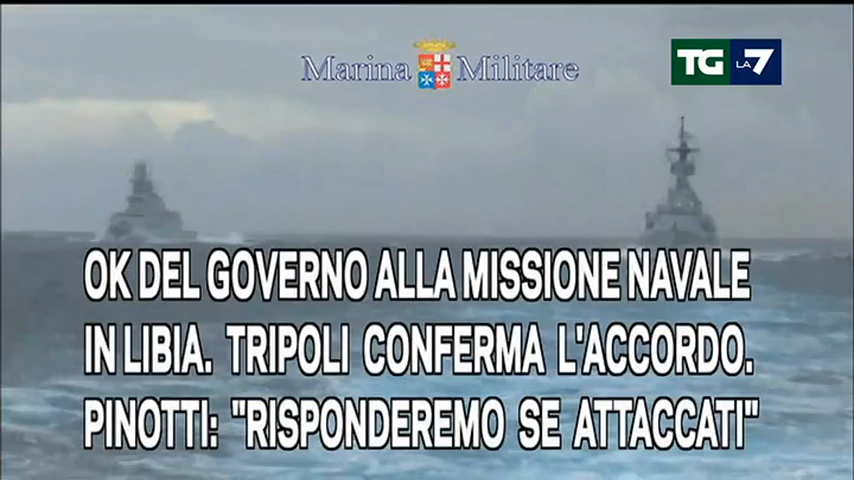 Marina Militare
TG LA7
OK DEL GOVERNO ALLA MISSIONE NAVALE
IN LIBIA. TRIPOLI CONFERMA L'ACCORDO.
PINOTTI: "RISPONDEREMO SE ATTACCATI"